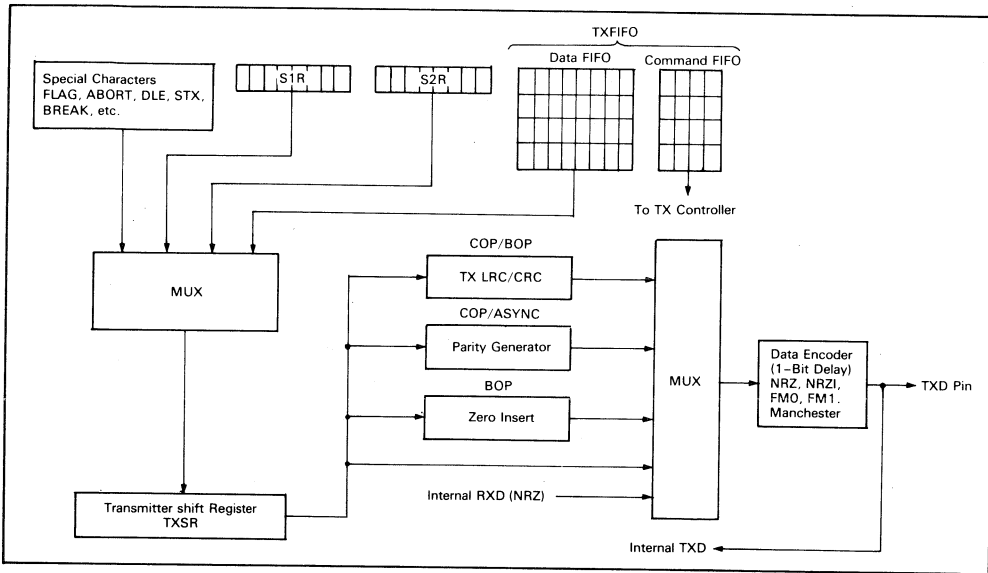 TXFIFO
Data FIFO
Command FIFO
Special Characters
FLAG, ABORT, DLE, STX,
BREAK, etc.
S1R
S2R
To TX Controller
MUX
COP/BOP
TX LRC/CRC
COP/ASYNC
Parity Generator
BOP
Zero Insert
MUX
Data Encoder
(1-Bit Delay)
NRZ, NRZI,
FM0, FM1.
Manchester
TXD Pin
Internal RXD (NRZ)
Transmitter shift Register
TXSR
Internal TXD